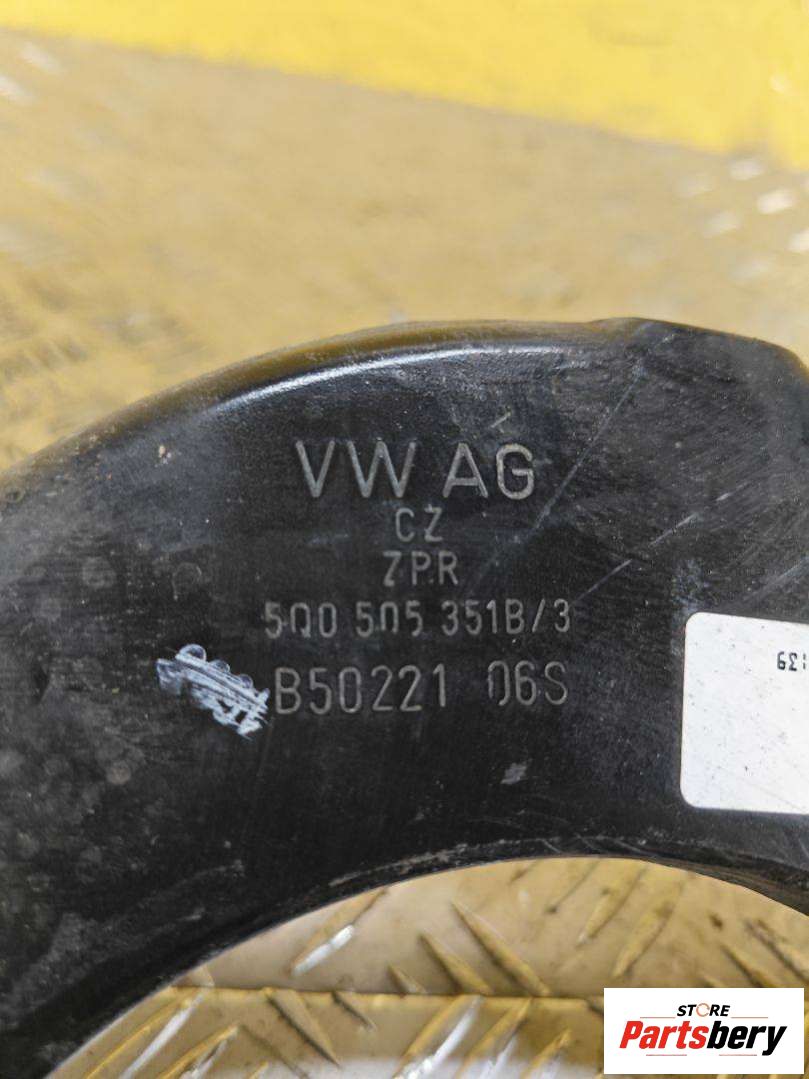 VW AG
CZ
ZPR
5Q0 505 351B/3
B50221 06S
STORE
Partsbery